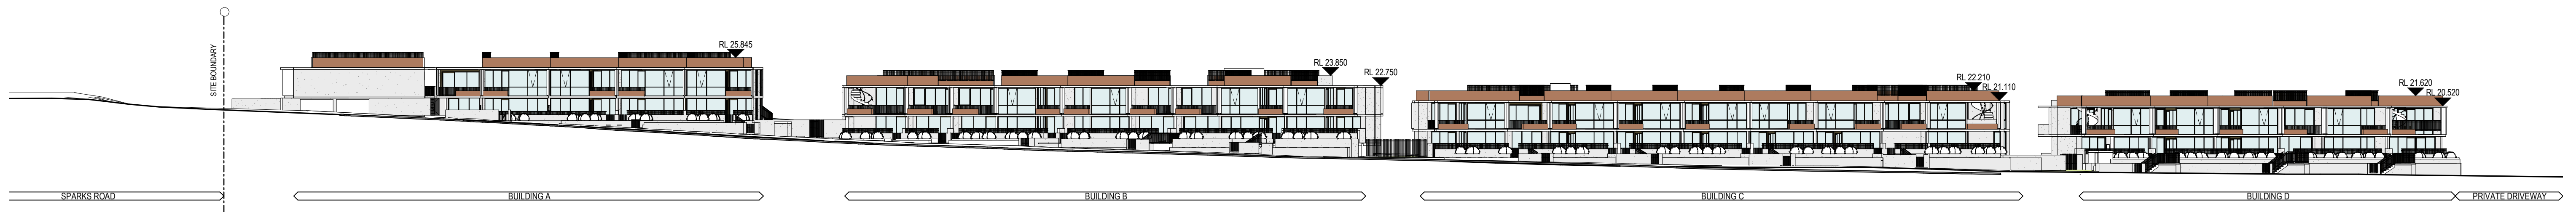 SITE BOUNDARY
RL 25.845
RL 23.850
RL 22.750
RL 22.210
RL 21.110
RL 21.620
RL 20.520
SPARKS ROAD
BUILDING A
BUILDING B
BUILDING C
BUILDING D
PRIVATE DRIVEWAY